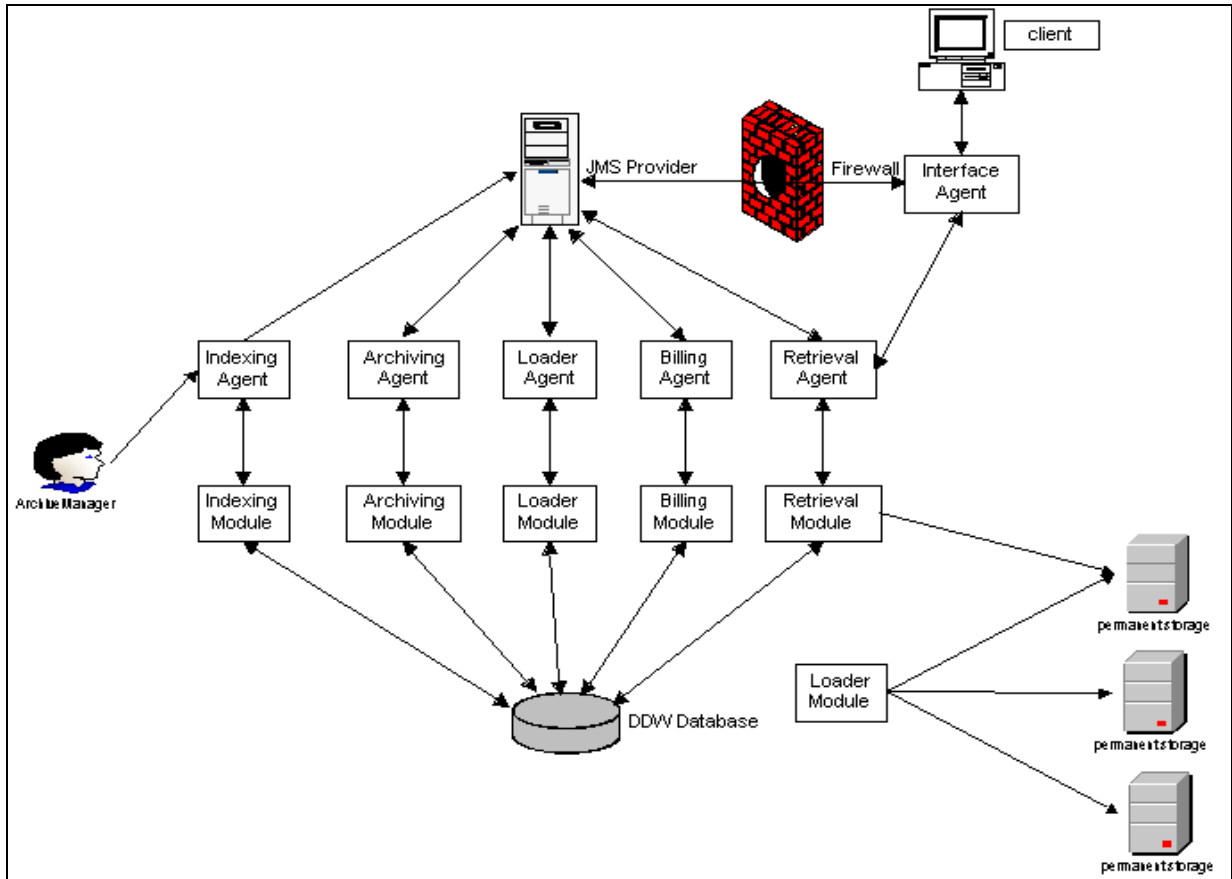 client
JMS Provider
Firewall
Interface
Agent
Indexing
Agent
Archiving
Agent
Loader
Agent
Billing
Agent
Retrieval
Agent
Archive Manager
Indexing
Module
Archiving
Module
Loader
Module
Billing
Module
Retrieval
Module
permanent storage
Loader
Module
DDW Database
permanent storage
permanent storage